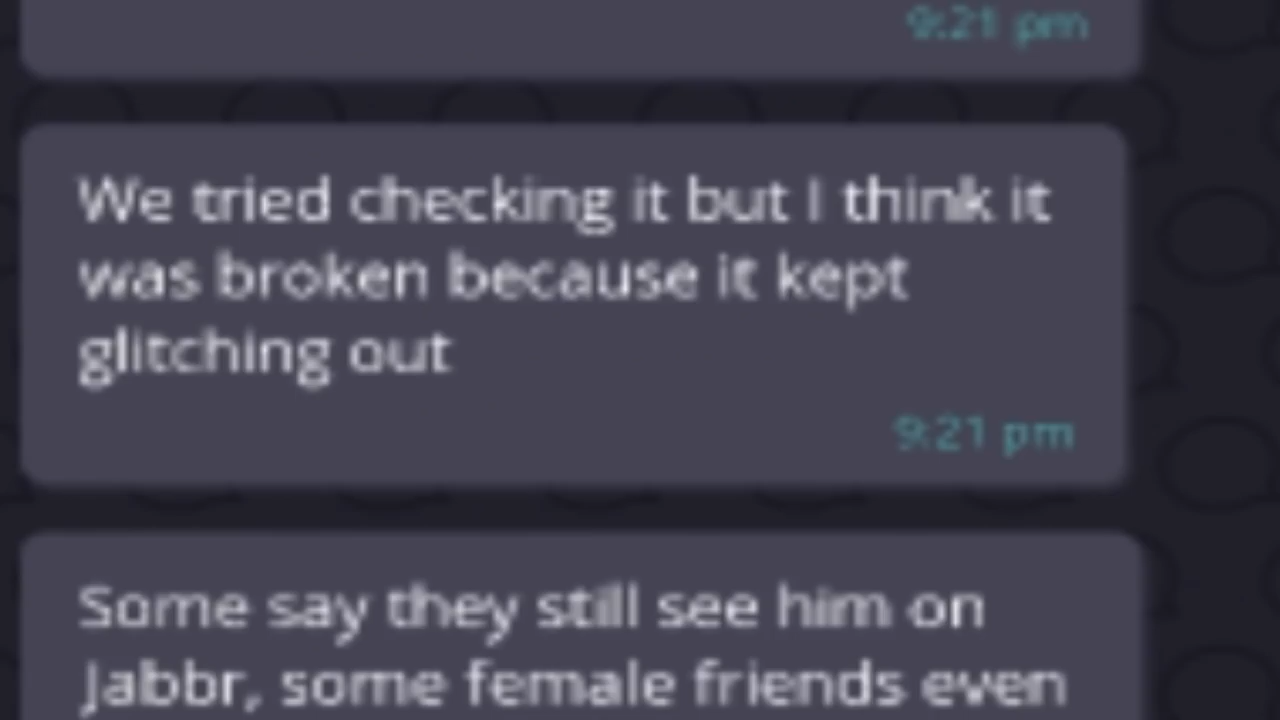 9:21 pm
We tried checking it but I think it
was broken because it kept
glitching out
9:21 pm
Some say they still see him on
Jabbr, some female friends even